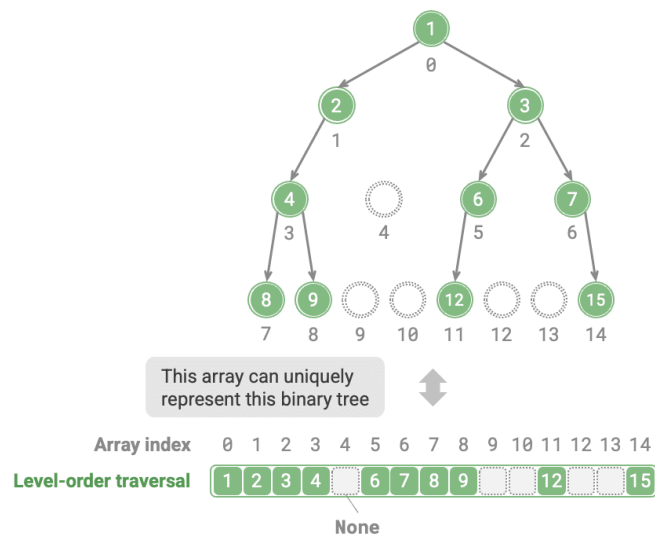 1
0
2 3
1 2
4 6 7
3 4 5 6
8 9 12 15
7 8 9 10 11 12 13 14
This array can uniquely
represent this binary tree
Array index 0 1 2 3 4 5 6 7 8 9 10 11 12 13 14
Level-order traversal 1 2 3 4 6 7 8 9 12 15
None